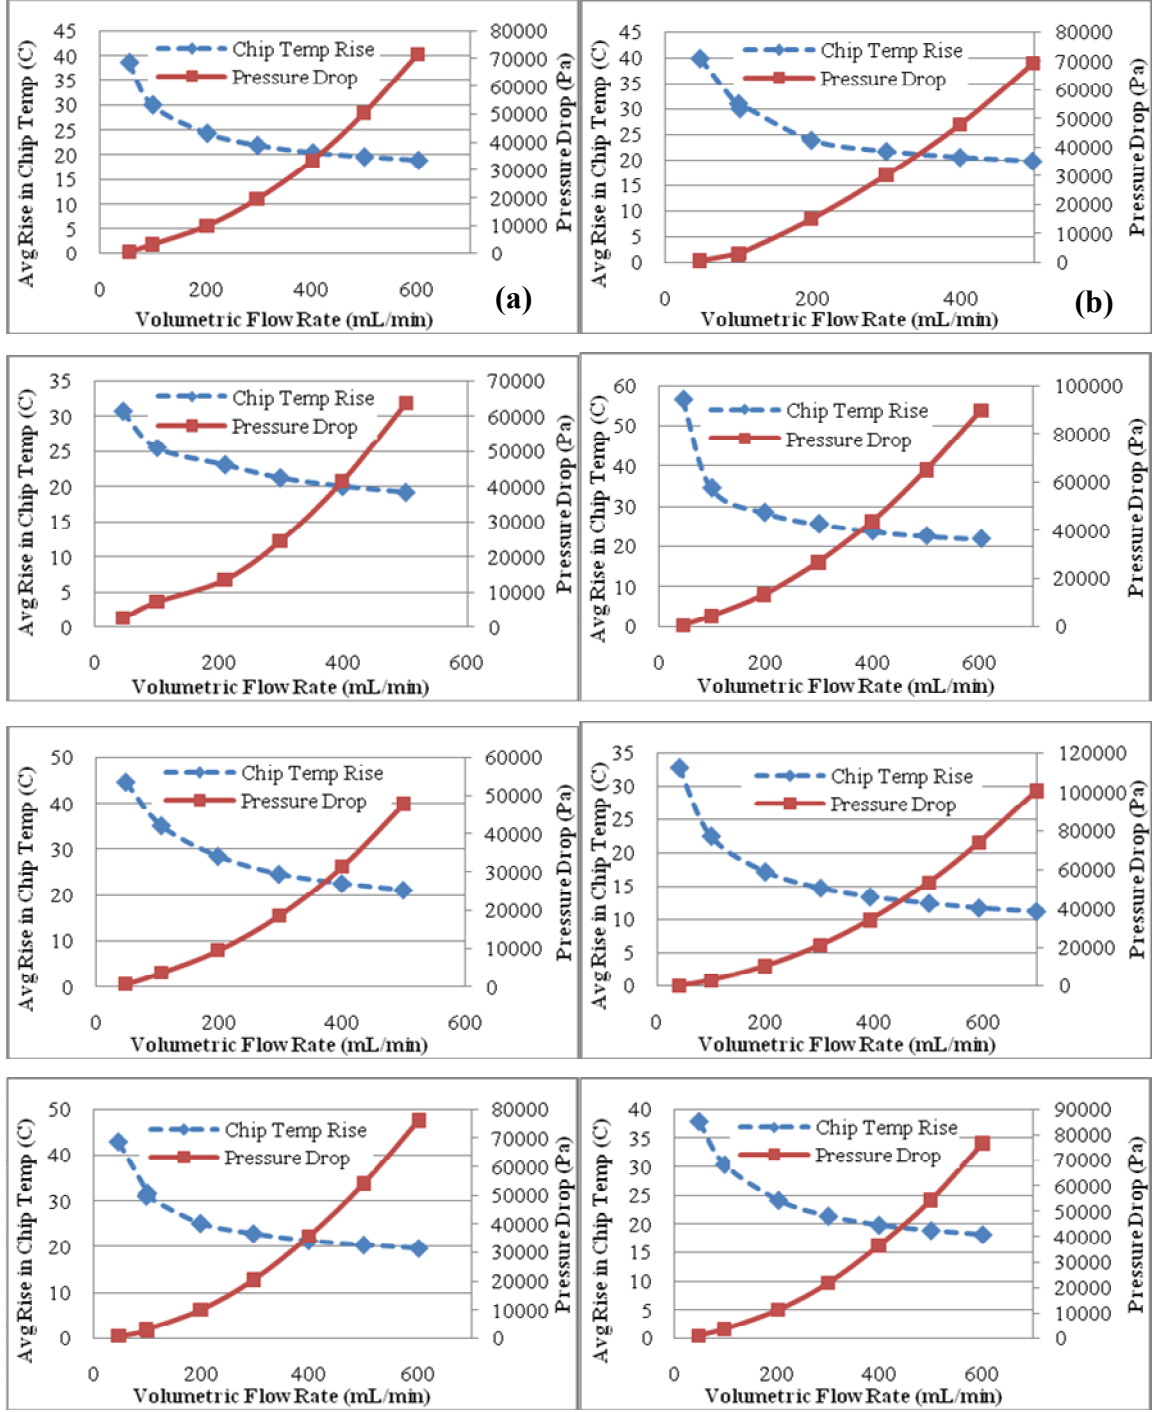 Avg Rise in Chip Temp (C)
45
40
35
30
25
20
15
10
5
0
Chip Temp Rise
Pressure Drop
80000
70000
60000
50000
40000
30000
20000
10000
0
Pressure Drop (Pa)
0 200 400 600
Volumetric Flow Rate (mL/min)
(a)
Avg Rise in Chip Temp (C)
45
40
35
30
25
20
15
10
5
0
Chip Temp Rise
Pressure Drop
80000
70000
60000
50000
40000
30000
20000
10000
0
Pressure Drop (Pa)
0 200 400
Volumetric Flow Rate (mL/min)
(b)
Avg Rise in Chip Temp (C)
35
30
25
20
15
10
5
0
Chip Temp Rise
Pressure Drop
70000
60000
50000
40000
30000
20000
10000
0
Pressure Drop (Pa)
0 200 400 600
Volumetric Flow Rate (mL/min)
Avg Rise in Chip Temp (C)
60
50
40
30
20
10
0
Chip Temp Rise
Pressure Drop
100000
80000
60000
40000
20000
0
Pressure Drop (Pa)
0 200 400 600
Volumetric Flow Rate (mL/min)
Avg Rise in Chip Temp (C)
50
40
30
20
10
0
Chip Temp Rise
Pressure Drop
60000
50000
40000
30000
20000
10000
0
Pressure Drop (Pa)
0 200 400 600
Volumetric Flow Rate (mL/min)
Avg Rise in Chip Temp (C)
35
30
25
20
15
10
5
0
Chip Temp Rise
Pressure Drop
120000
100000
80000
60000
40000
20000
0
Pressure Drop (Pa)
0 200 400 600
Volumetric Flow Rate (mL/min)
Avg Rise in Chip Temp (C)
50
40
30
20
10
0
Chip Temp Rise
Pressure Drop
80000
70000
60000
50000
40000
30000
20000
10000
0
Pressure Drop (Pa)
0 200 400 600
Volumetric Flow Rate (mL/min)
Avg Rise in Chip Temp (C)
40
35
30
25
20
15
10
5
0
Chip Temp Rise
Pressure Drop
90000
80000
70000
60000
50000
40000
30000
20000
10000
0
Pressure Drop (Pa)
0 200 400 600
Volumetric Flow Rate (mL/min)